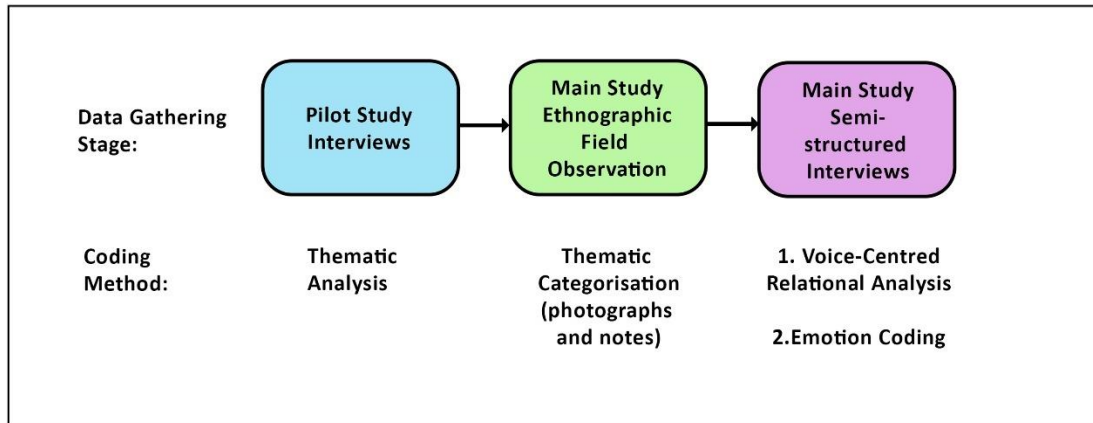 Data Gathering
Stage:
Pilot Study
Interviews
Main Study
Ethnographic
Field
Observation
Main Study
Semi-
structured
Interviews
Coding
Method:
Thematic
Analysis
Thematic
Categorisation
(photographs
and notes)
1. Voice-Centred
Relational Analysis
2.Emotion Coding